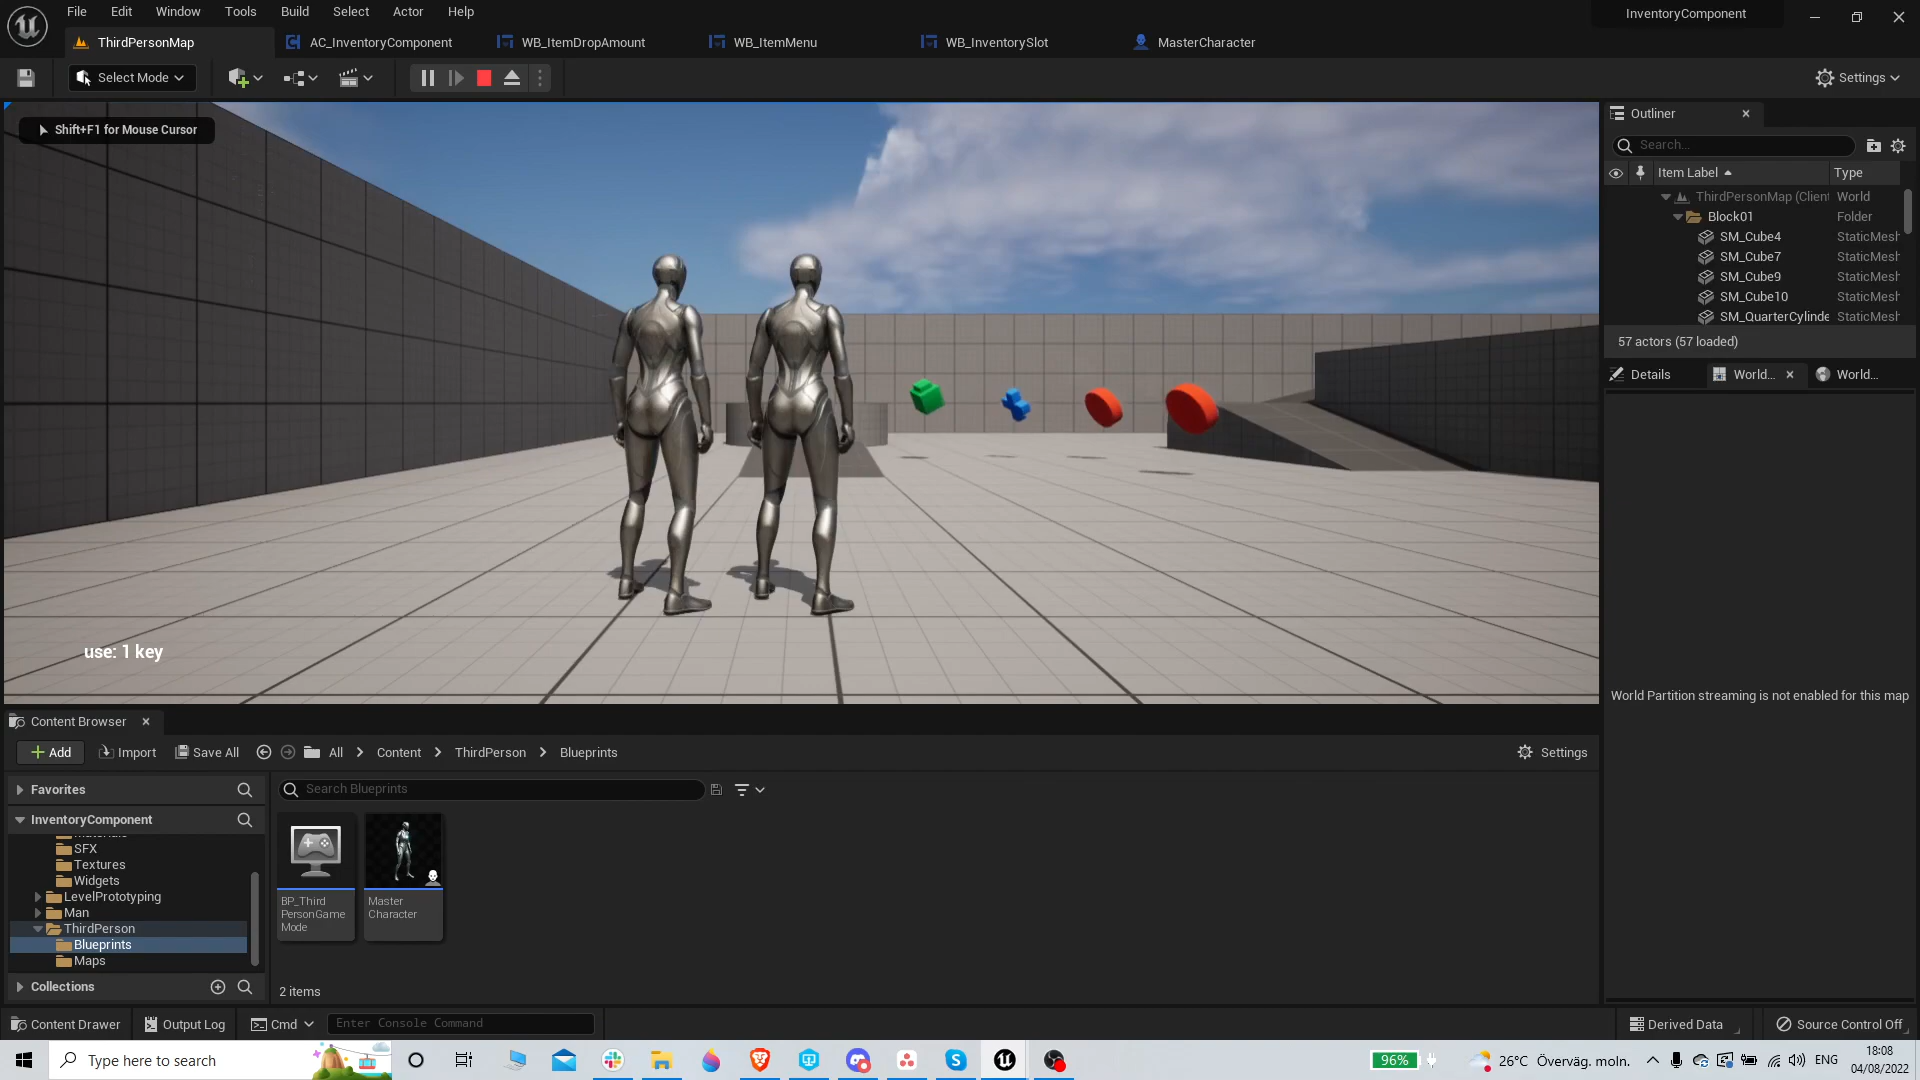 File Edit Window Tools Build Select Actor Help
InventoryComponent
ThirdPersonMap AC_InventoryComponent WB_ItemDropAmount WB_ItemMenu WB_InventorySlot MasterCharacter
Select Mode
Settings
Shift+F1 for Mouse Cursor
Outliner
Search...
Item Label Type
ThirdPersonMap (Client World
Block01 Folder
SM_Cube4 StaticMesh
SM_Cube7 StaticMesh
SM_Cube9 StaticMesh
SM_Cube10 StaticMesh
SM_QuarterCylinde StaticMesh
57 actors (57 loaded)
Details World... World...
World Partition streaming is not enabled for this map
use: 1 key
Content Browser
Add Import Save All All Content ThirdPerson Blueprints Settings
Favorites
Search Blueprints
InventoryComponent
SFX
Textures
Widgets
LevelPrototyping
Man
ThirdPerson
Blueprints
Maps
Collections
BP_Third
PersonGame
Mode
Master
Character
2 items
Content Drawer Output Log Cmd Enter Console Command Derived Data Source Control Off
Type here to search
96% 26°C Överväg. moln. ENG
18:08
04/08/2022